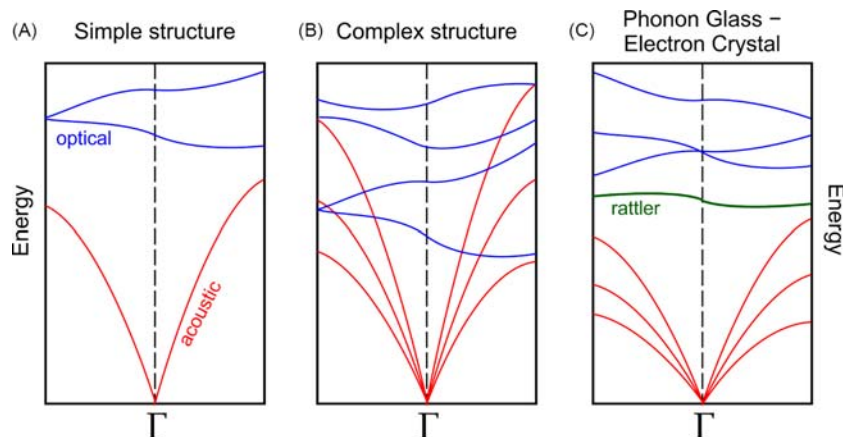 (A) Simple structure
(B) Complex structure
(C) Phonon Glass −
Electron Crystal
Energy
optical
acoustic
Γ
Γ
rattler
Energy
Γ